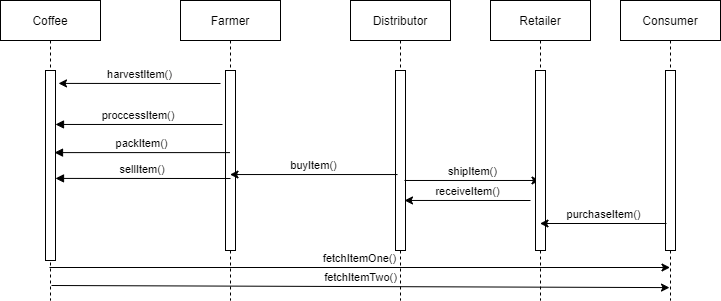 Coffee
Farmer
Distributor
Retailer
Consumer
harvestItem()
proccessItem()
packItem()
sellItem()
buyItem()
shipItem()
receiveItem()
purchaseItem()
fetchItemOne()
fetchItemTwo()